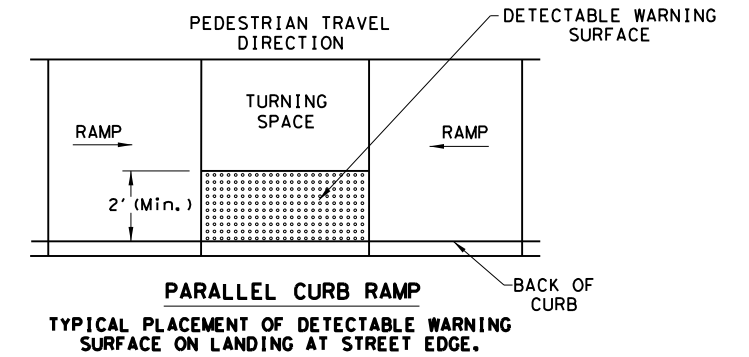 PEDESTRIAN TRAVEL
DIRECTION
DETECTABLE WARNING
SURFACE
TURNING
SPACE
RAMP
RAMP
2' (Min.)
BACK OF
CURB
PARALLEL CURB RAMP
TYPICAL PLACEMENT OF DETECTABLE WARNING
SURFACE ON LANDING AT STREET EDGE.